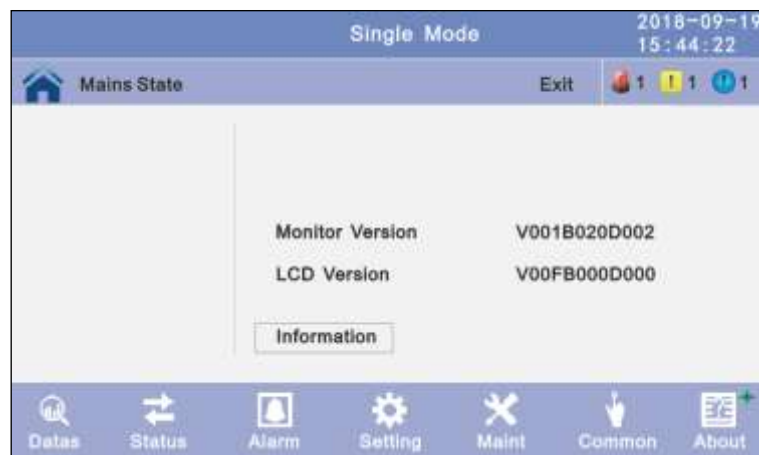 Single Mode
2018-09-19
15:44:22
Mains State Exit 1 ! 1 1
Monitor Version V001B020D002
LCD Version V00FB000D000
Information
Datas Status Alarm Setting Maint Common About